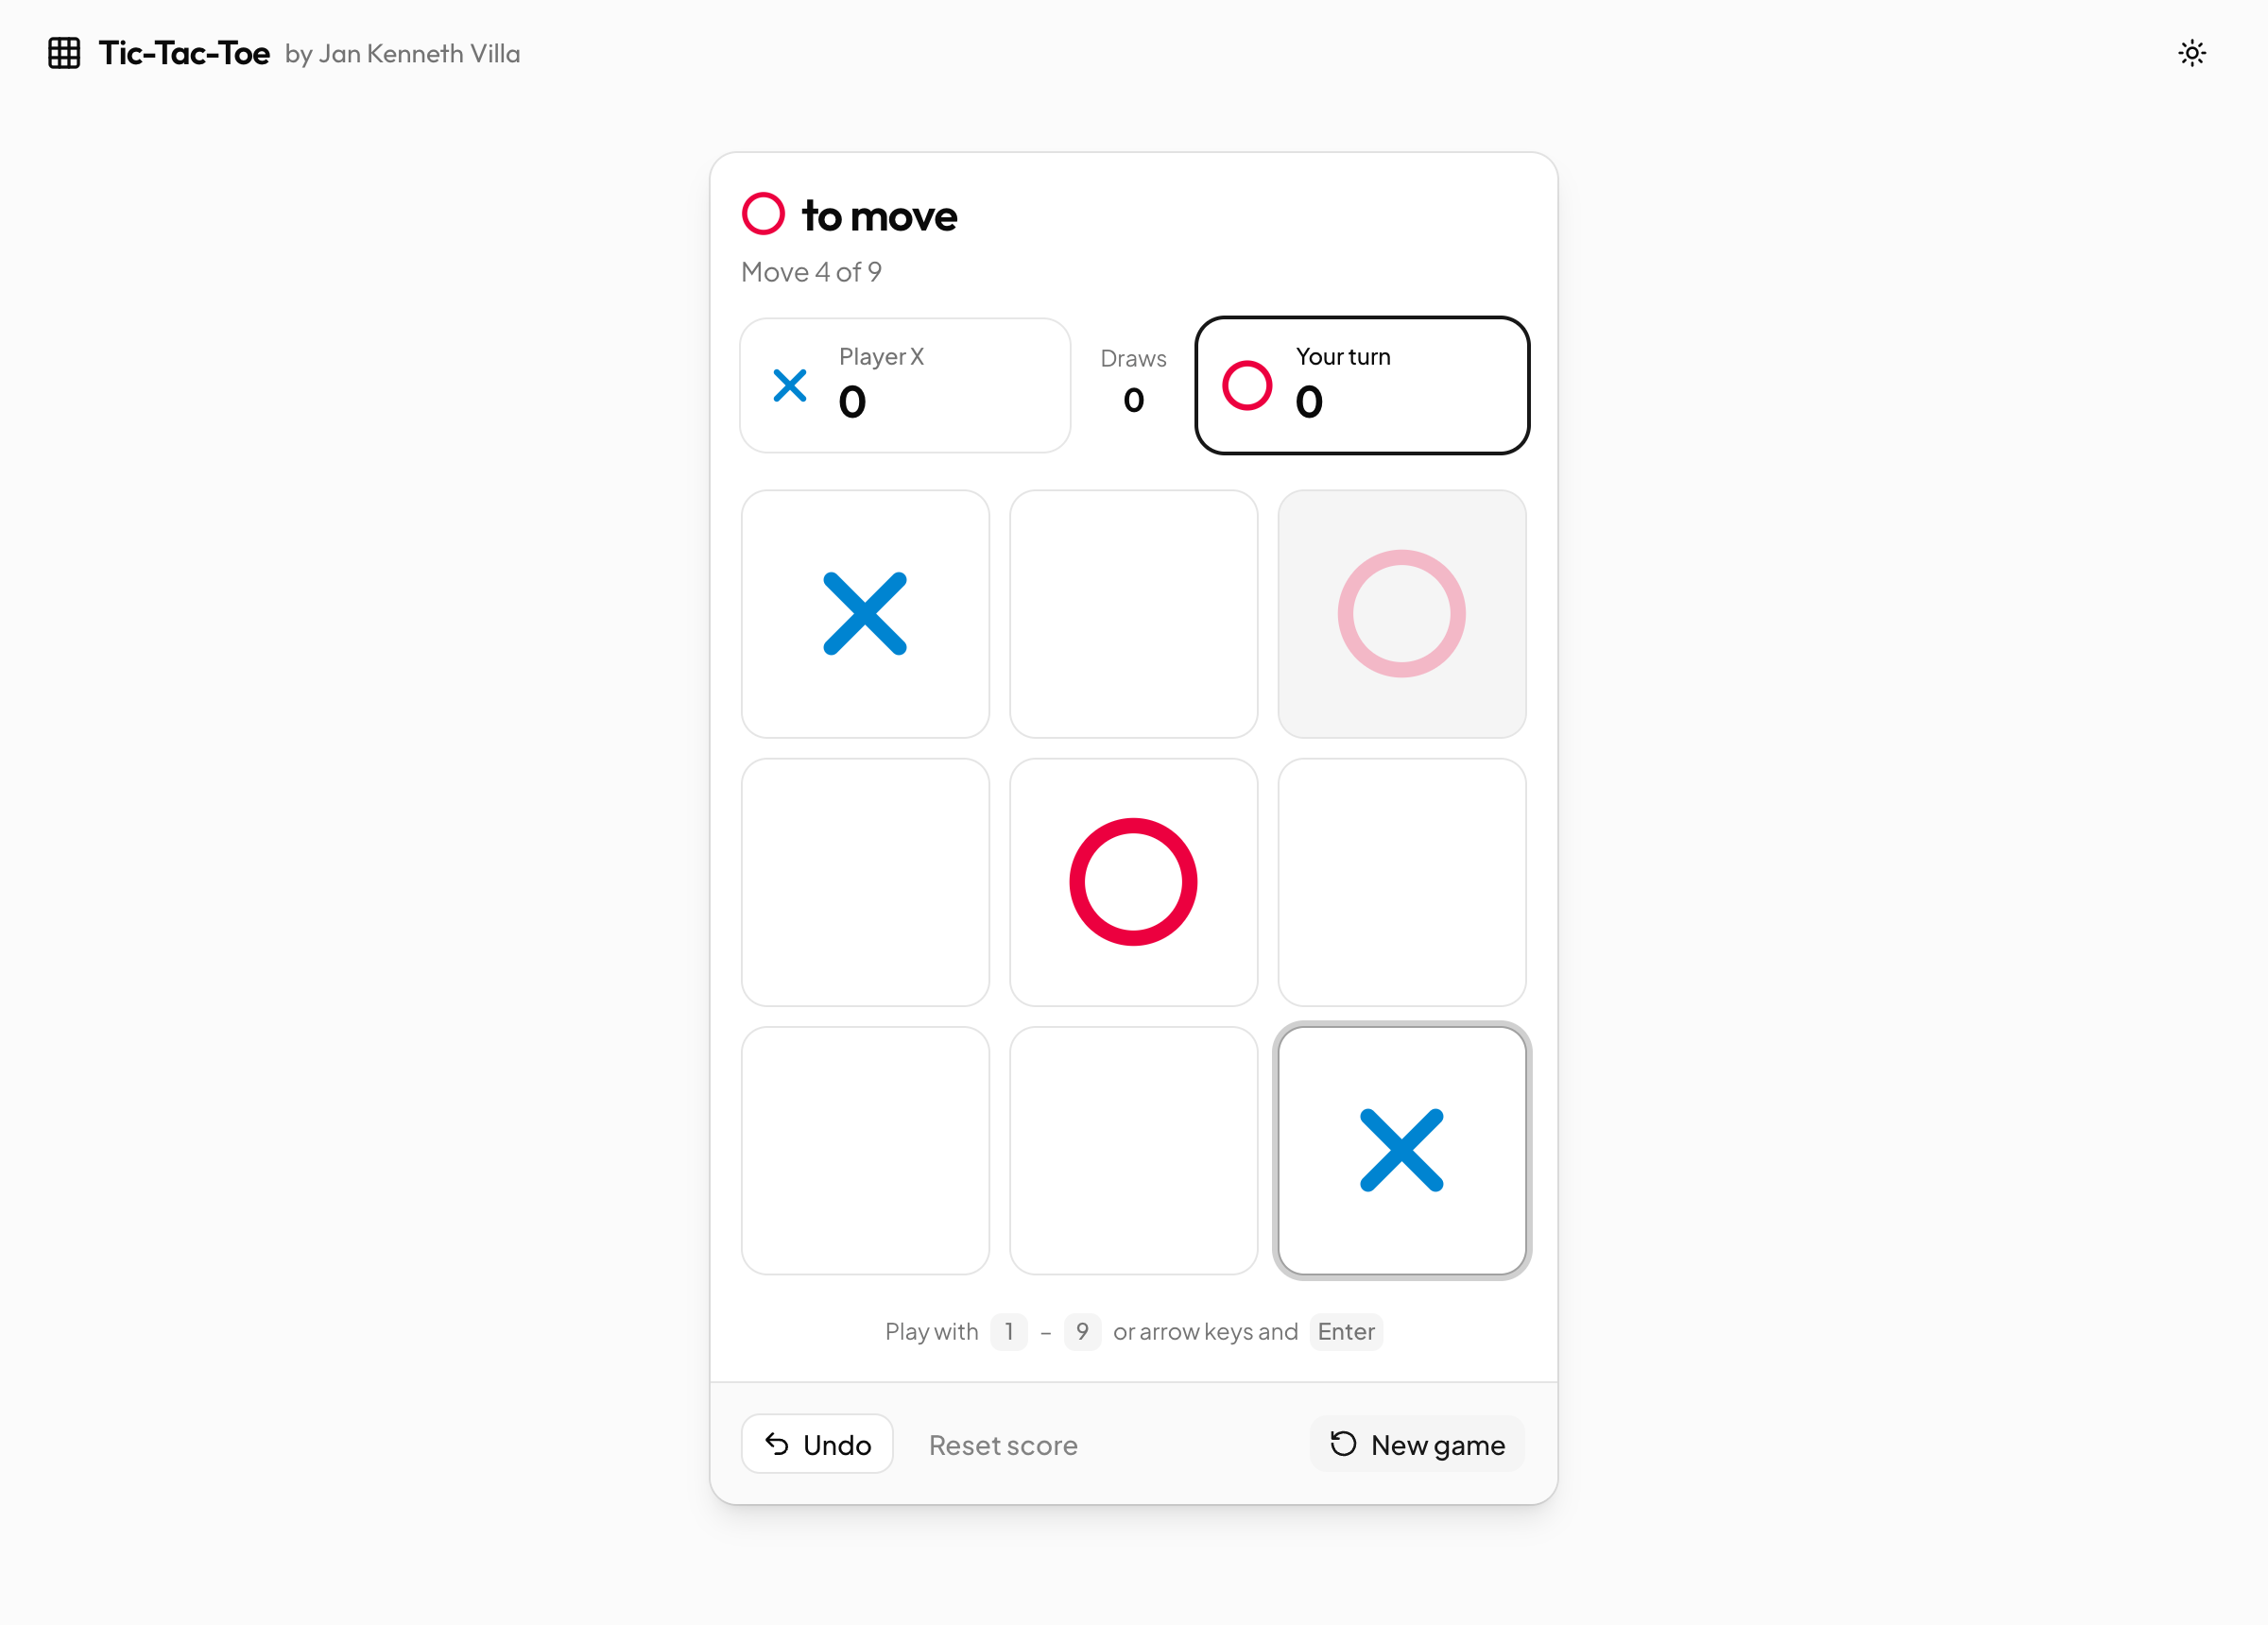 Tic-Tac-Toe by Jan Kenneth Villa
to move
Move 4 of 9
Player X
0
Draws
0
Your turn
0
Play with 1 – 9 or arrow keys and Enter
Undo
Reset score
New game